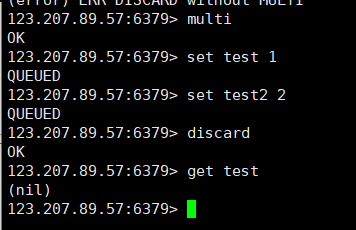 (error) ERR DISCARD without MULTI
123.207.89.57:6379> multi
OK
123.207.89.57:6379> set test 1
QUEUED
123.207.89.57:6379> set test2 2
QUEUED
123.207.89.57:6379> discard
OK
123.207.89.57:6379> get test
(nil)
123.207.89.57:6379>